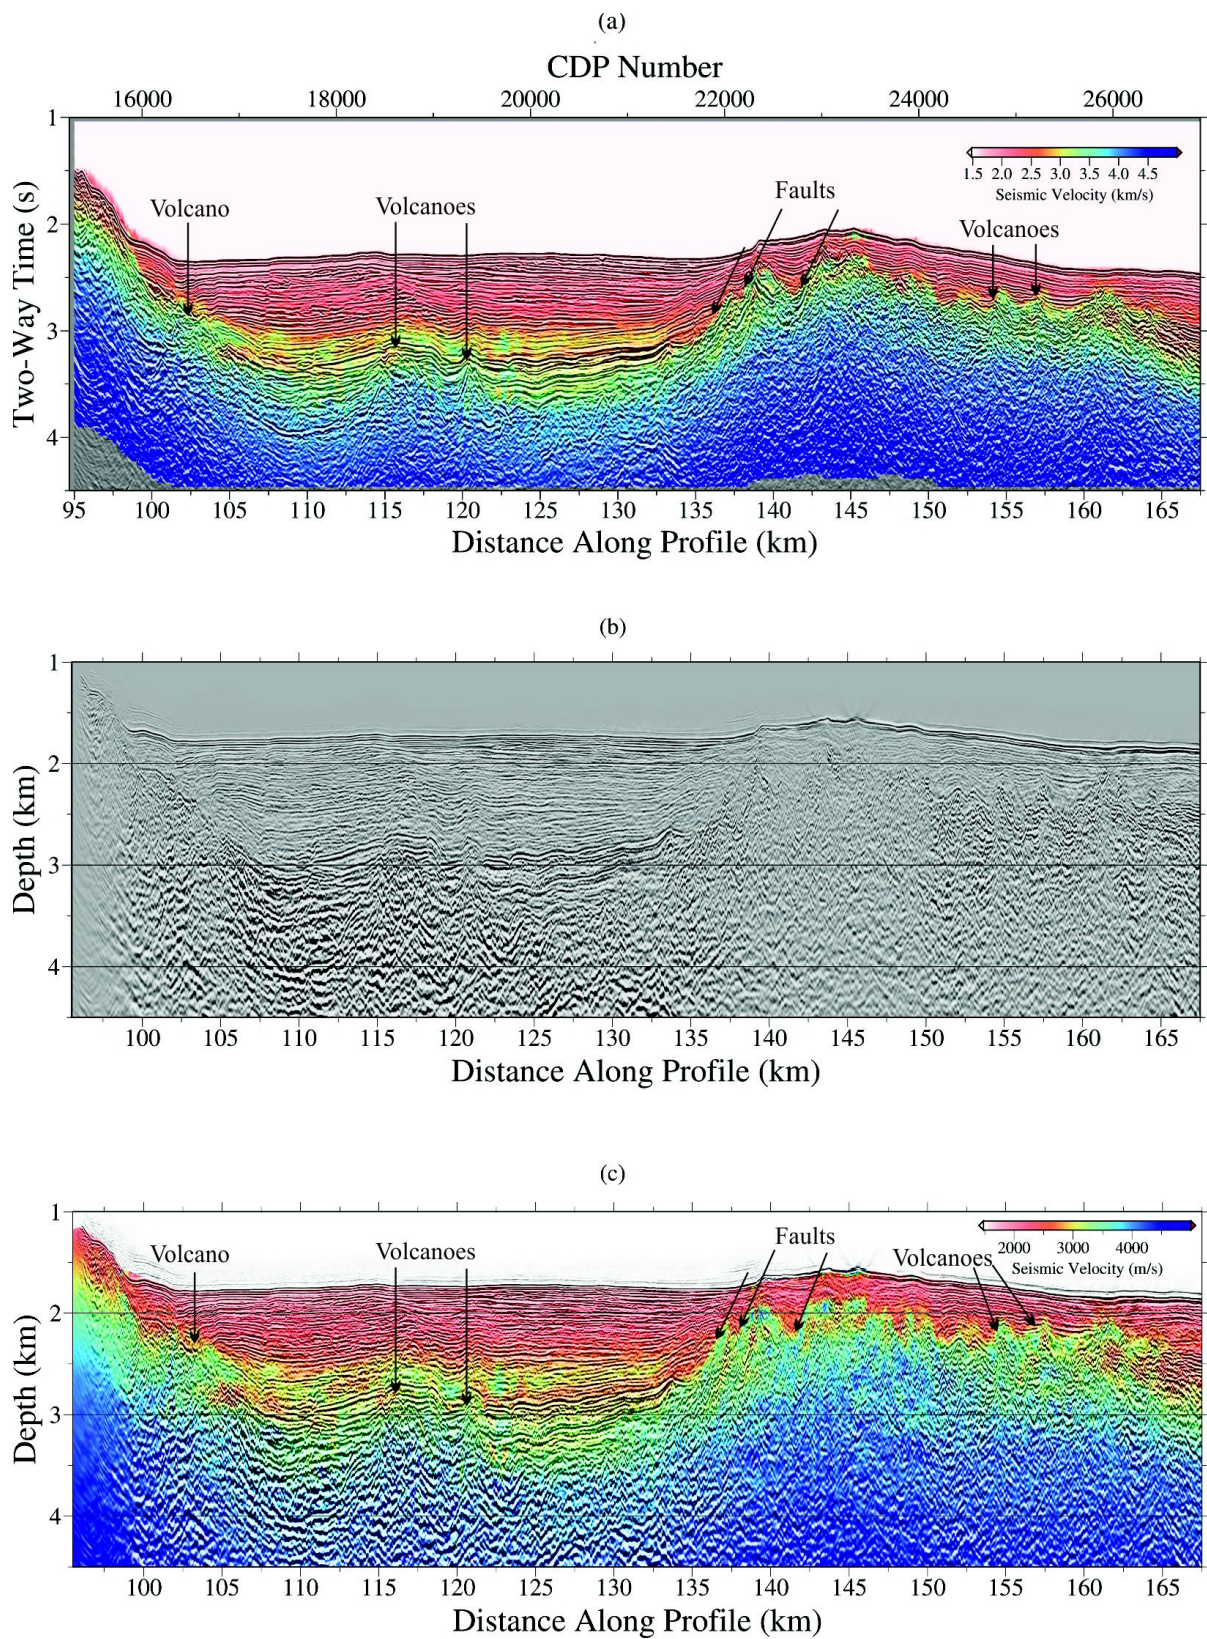 (a)
CDP Number
16000 18000 20000 22000 24000 26000
1
1.5 2.0 2.5 3.0 3.5 4.0 4.5
Seismic Velocity (km/s)
Faults
Volcano Volcanoes
2
Volcanoes
Two-Way Time (s)
3
4
95 100 105 110 115 120 125 130 135 140 145 150 155 160 165
Distance Along Profile (km)
(b)
1
2
Depth (km)
3
4
100 105 110 115 120 125 130 135 140 145 150 155 160 165
Distance Along Profile (km)
(c)
1
Faults
Volcano Volcanoes Volcanoes
2000 3000 4000
Seismic Velocity (m/s)
2
Depth (km)
3
4
100 105 110 115 120 125 130 135 140 145 150 155 160 165
Distance Along Profile (km)